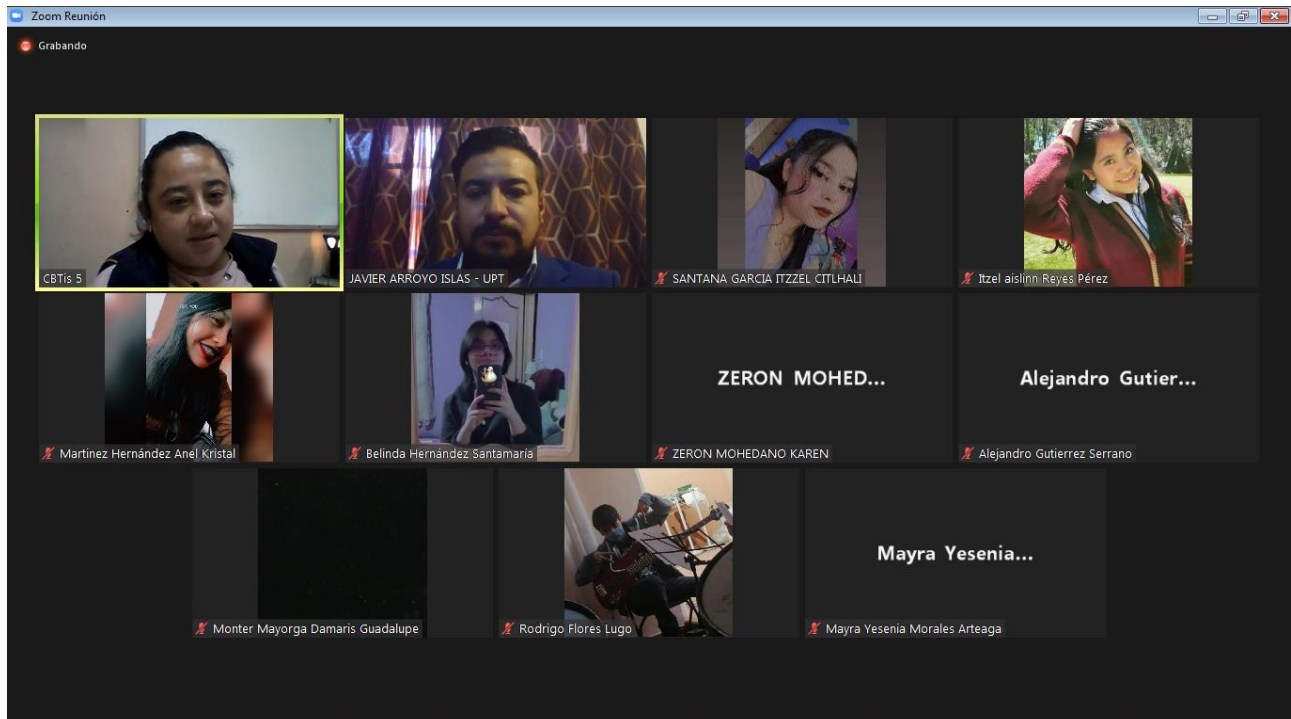 Zoom Reunión
Grabando
CBTis 5
JAVIER ARROYO ISLAS - UPT
SANTANA GARCIA ITZZEL CITLHALI
Itzel aislinn Reyes Pérez
Martinez Hernández Anel Kristal
Belinda Hernández Santamaría
ZERON MOHED...
ZERON MOHEDANO KAREN
Alejandro Gutier...
Alejandro Gutierrez Serrano
Monter Mayorga Damaris Guadalupe
Rodrigo Flores Lugo
Mayra Yesenia...
Mayra Yesenia Morales Arteaga